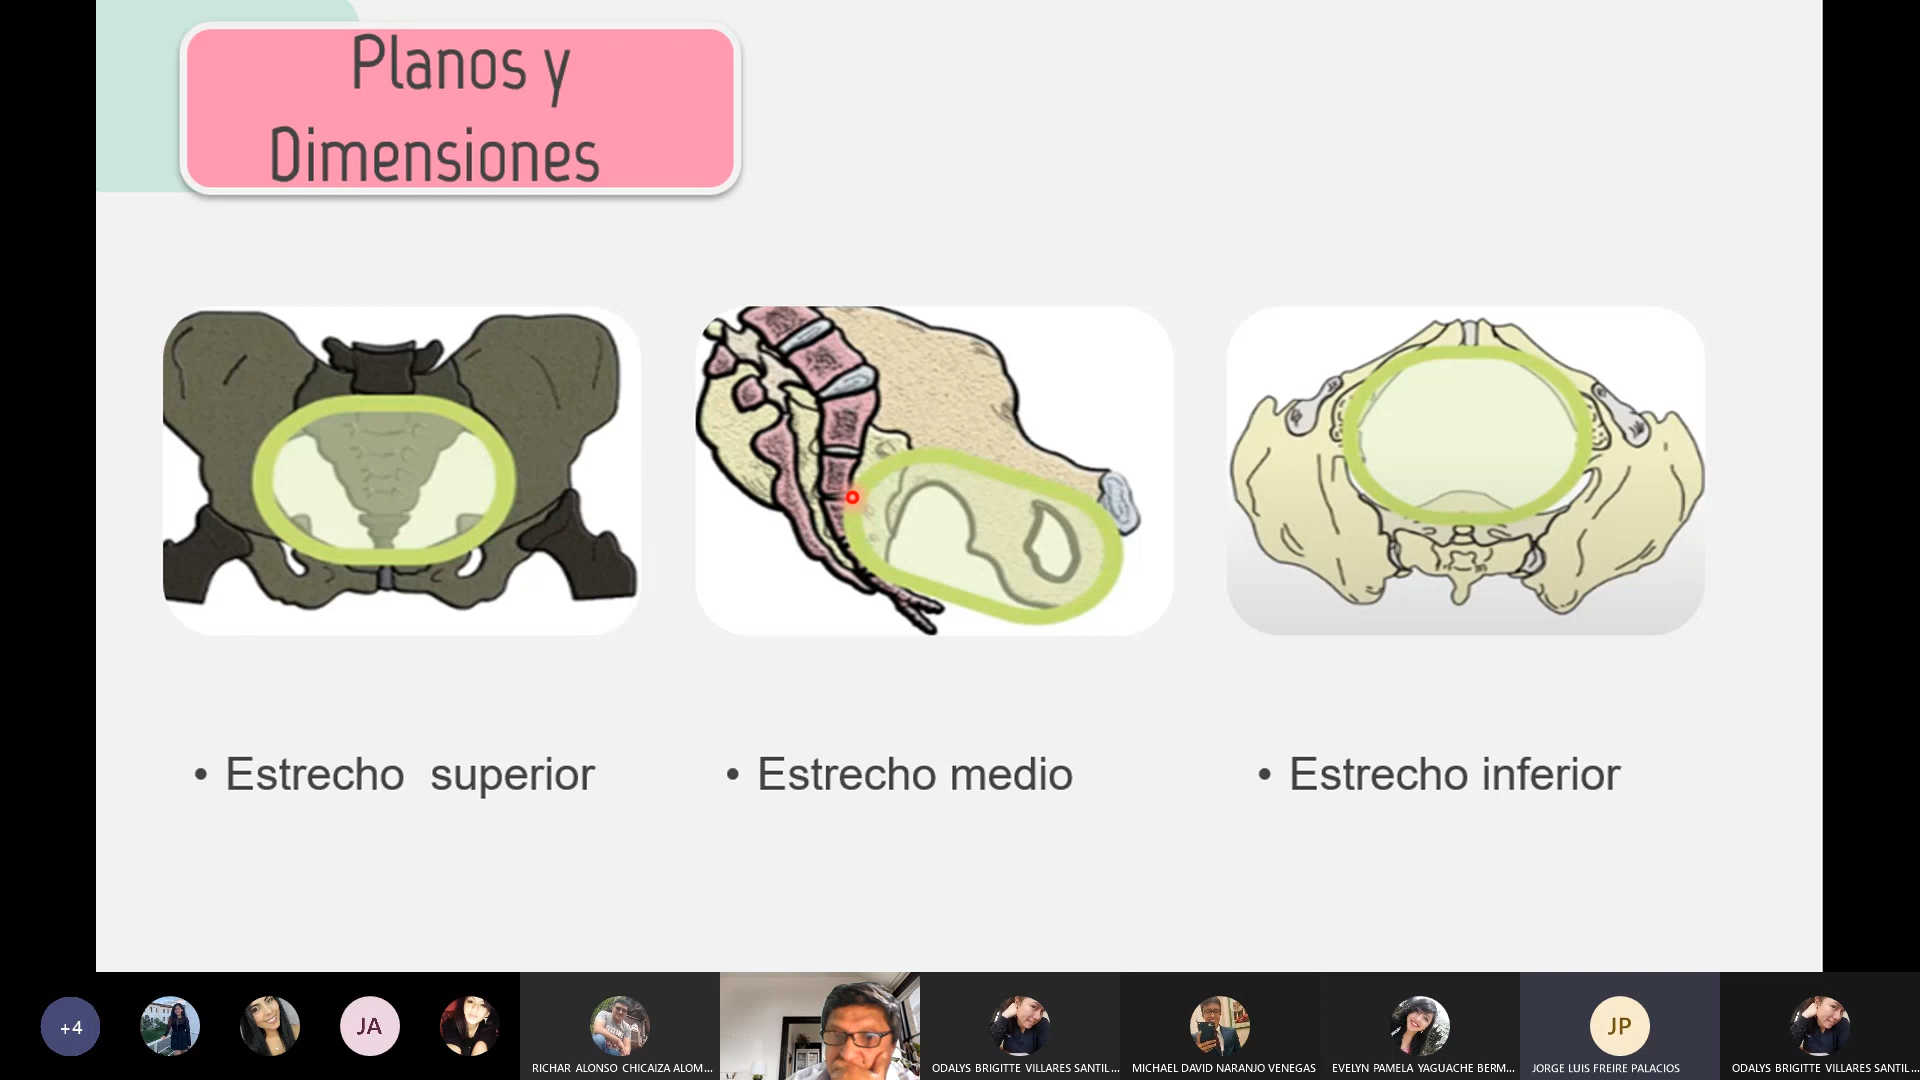 Planos y
Dimensiones
• Estrecho  superior
• Estrecho medio
• Estrecho inferior
+4
JA
RICHAR ALONSO CHICAIZA ALOM...
ODALYS BRIGITTE VILLARES SANTIL...
MICHAEL DAVID NARANJO VENEGAS
EVELYN PAMELA YAGUACHE BERM...
JP
JORGE LUIS FREIRE PALACIOS
ODALYS BRIGITTE VILLARES SANTIL...